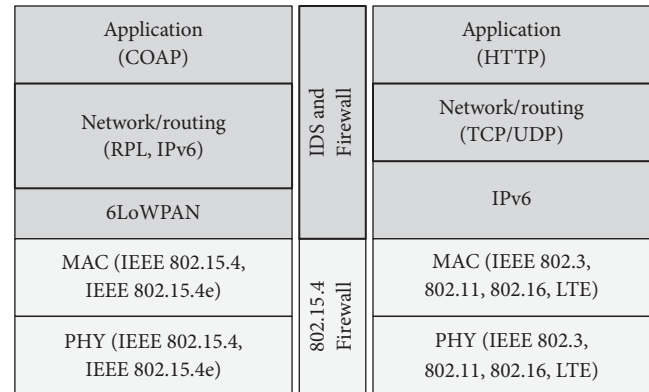 Application
(COAP)
Network/routing
(RPL, IPv6)
6LoWPAN
MAC (IEEE 802.15.4,
IEEE 802.15.4e)
PHY (IEEE 802.15.4,
IEEE 802.15.4e)
IDS and
Firewall
802.15.4
Firewall
Application
(HTTP)
Network/routing
(TCP/UDP)
IPv6
MAC (IEEE 802.3,
802.11, 802.16, LTE)
PHY (IEEE 802.3,
802.11, 802.16, LTE)